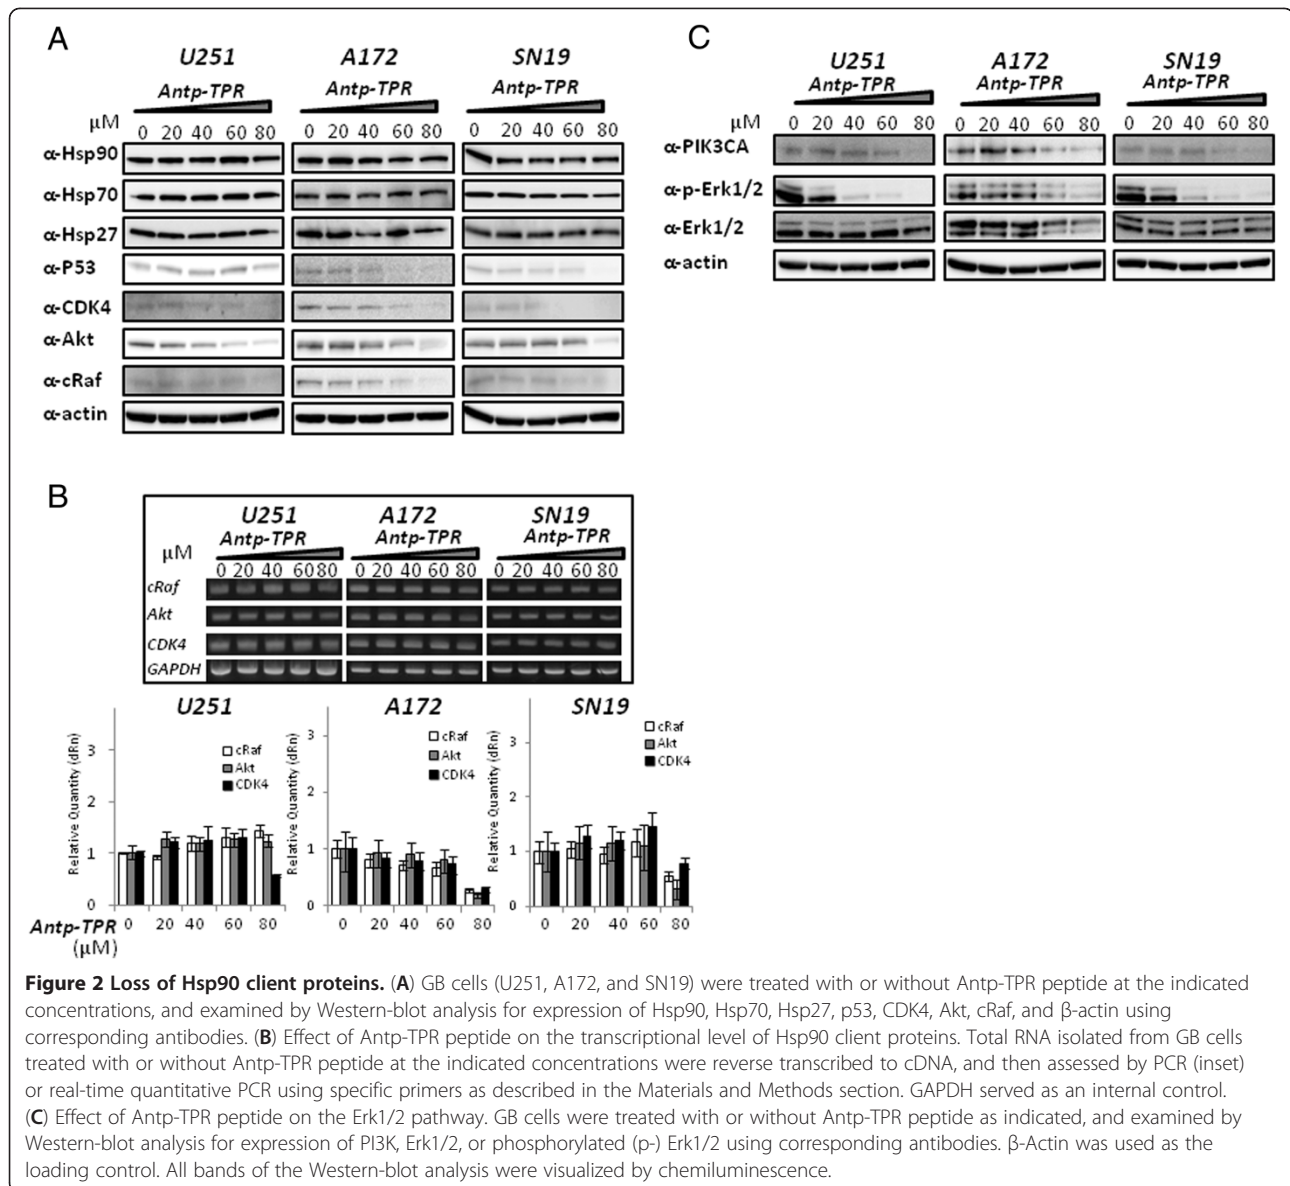 A
U251 A172 SN19
Antp-TPR Antp-TPR Antp-TPR
μM 0 20 40 60 80 0 20 40 60 80 0 20 40 60 80
α-Hsp90
α-Hsp70
α-Hsp27
α-P53
α-CDK4
α-Akt
α-cRaf
α-actin
C
U251 A172 SN19
Antp-TPR Antp-TPR Antp-TPR
μM 0 20 40 60 80 0 20 40 60 80 0 20 40 60 80
α-PIK3CA
α-p-Erk1/2
α-Erk1/2
α-actin
B
U251 A172 SN19
Antp-TPR Antp-TPR Antp-TPR
μM
0 20 40 60 80 0 20 40 60 80 0 20 40 60 80
cRaf
Akt
CDK4
GAPDH
U251
Relative Quantity (dRn)
3
2
1
0
cRaf
Akt
CDK4
0 20 40 60 80
A172
Relative Quantity (dRn)
3
2
1
0
cRaf
Akt
CDK4
0 20 40 60 80
SN19
Relative Quantity (dRn)
3
2
1
0
cRaf
Akt
CDK4
0 20 40 60 80
Antp-TPR
(μM)
Figure 2 Loss of Hsp90 client proteins. (A) GB cells (U251, A172, and SN19) were treated with or without Antp-TPR peptide at the indicated
concentrations, and examined by Western-blot analysis for expression of Hsp90, Hsp70, Hsp27, p53, CDK4, Akt, cRaf, and β-actin using
corresponding antibodies. (B) Effect of Antp-TPR peptide on the transcriptional level of Hsp90 client proteins. Total RNA isolated from GB cells
treated with or without Antp-TPR peptide at the indicated concentrations were reverse transcribed to cDNA, and then assessed by PCR (inset)
or real-time quantitative PCR using specific primers as described in the Materials and Methods section. GAPDH served as an internal control.
(C) Effect of Antp-TPR peptide on the Erk1/2 pathway. GB cells were treated with or without Antp-TPR peptide as indicated, and examined by
Western-blot analysis for expression of PI3K, Erk1/2, or phosphorylated (p-) Erk1/2 using corresponding antibodies. β-Actin was used as the
loading control. All bands of the Western-blot analysis were visualized by chemiluminescence.